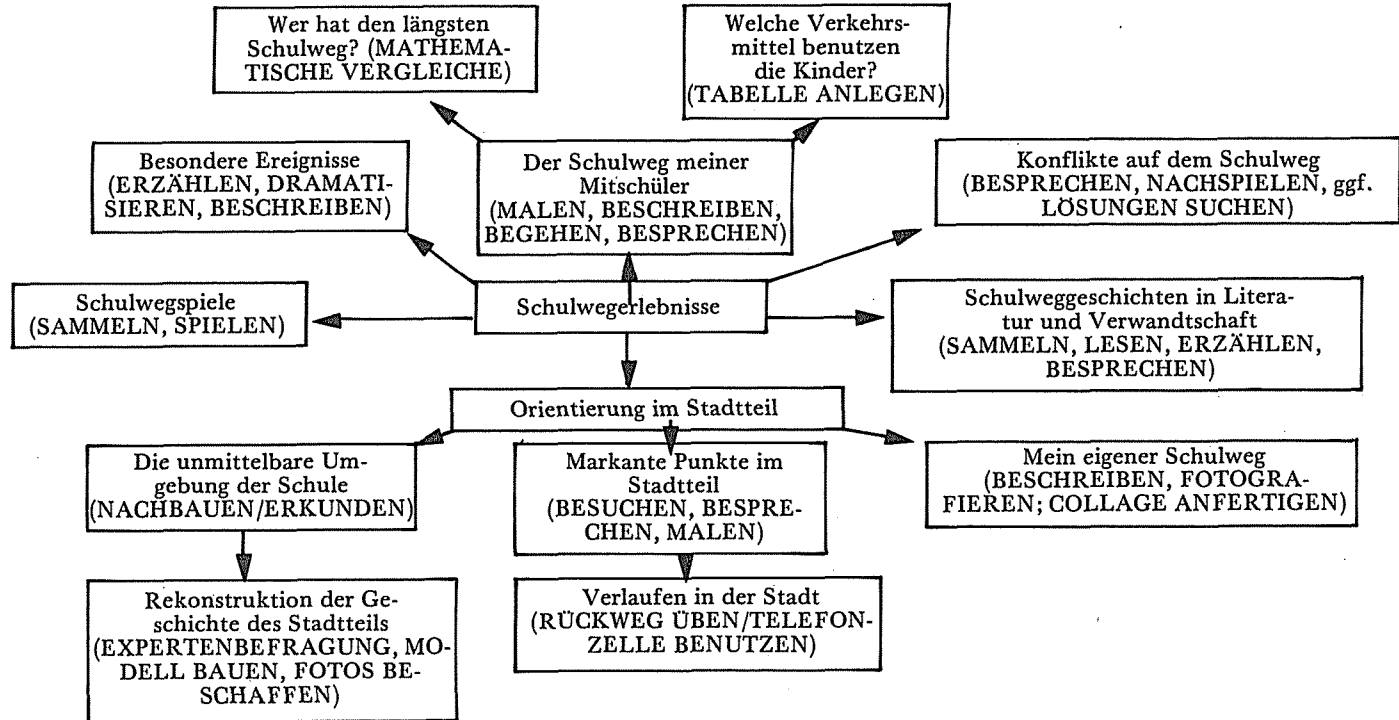 Wer hat den längsten
Schulweg? (MATHEMA-
TISCHE VERGLEICHE)
Welche Verkehrs-
mittel benutzen
die Kinder?
(TABELLE ANLEGEN)
Besondere Ereignisse
(ERZÄHLEN, DRAMATI-
SIEREN, BESCHREIBEN)
Der Schulweg meiner
Mitschüler
(MALEN, BESCHREIBEN,
BEGEHEN, BESPRECHEN)
Konflikte auf dem Schulweg
(BESPRECHEN, NACHSPIELEN, ggf.
LÖSUNGEN SUCHEN)
Schulwegspiele
(SAMMELN, SPIELEN)
Schulwegerlebnisse
Schulweggeschichten in Litera-
tur und Verwandtschaft
(SAMMELN, LESEN, ERZÄHLEN,
BESPRECHEN)
Orientierung im Stadtteil
Die unmittelbare Um-
gebung der Schule
(NACHBAUEN/ERKUNDEN)
Markante Punkte im
Stadtteil
(BESUCHEN, BESPRE-
CHEN, MALEN)
Mein eigener Schulweg
(BESCHREIBEN, FOTOGRA-
FIEREN; COLLAGE ANFERTIGEN)
Rekonstruktion der Ge-
schichte des Stadtteils
(EXPERTENBEFRAGUNG, MO-
DELL BAUEN, FOTOS BE-
SCHAFFEN)
Verlaufen in der Stadt
(RÜCKWEG ÜBEN/TELEFON-
ZELLE BENUTZEN)